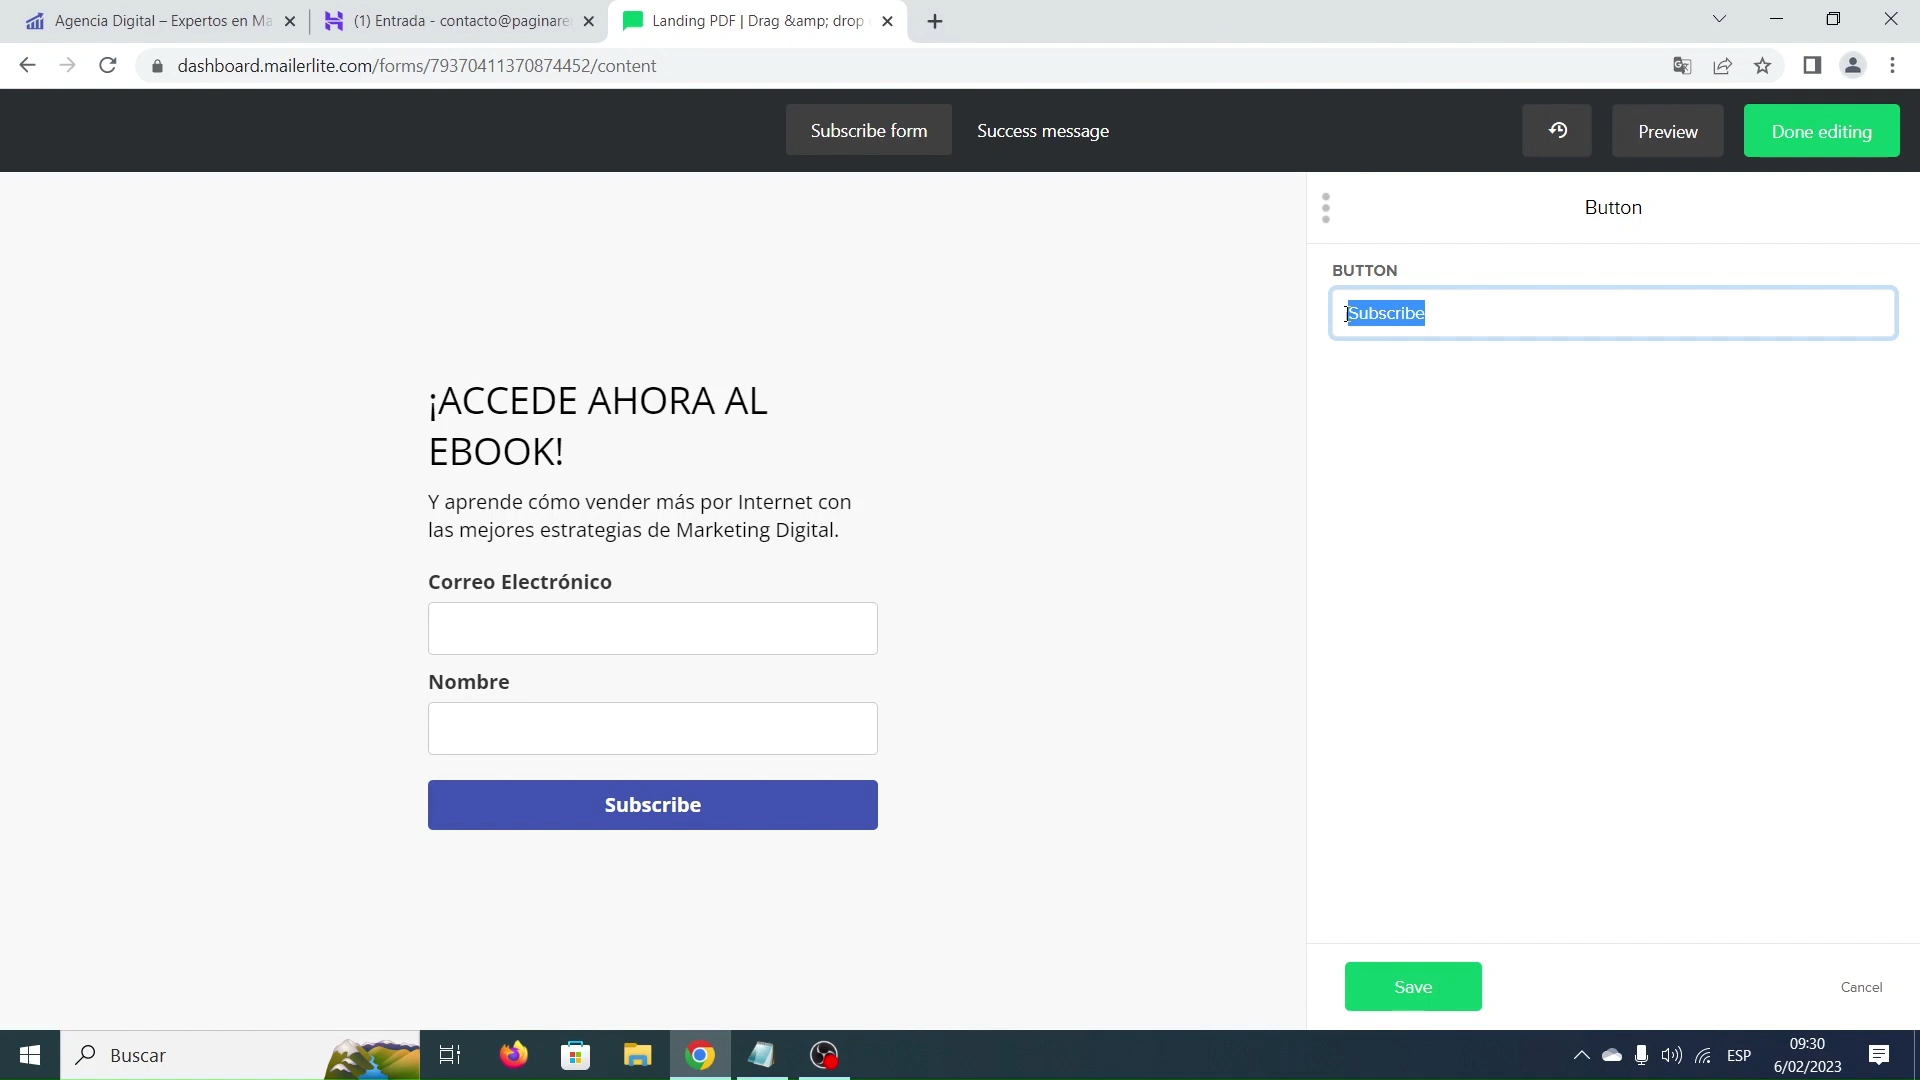 Agencia Digital – Expertos en Ma
(1) Entrada - contacto@paginarec
Landing PDF | Drag &amp; drop e
dashboard.mailerlite.com/forms/79370411370874452/content
Subscribe form
Success message
Preview
Done editing
Button
BUTTON
Subscribe
¡ACCEDE AHORA AL
EBOOK!
Y aprende cómo vender más por Internet con
las mejores estrategias de Marketing Digital.
Correo Electrónico
Nombre
Subscribe
Save
Cancel
Buscar
ESP
09:30
6/02/2023